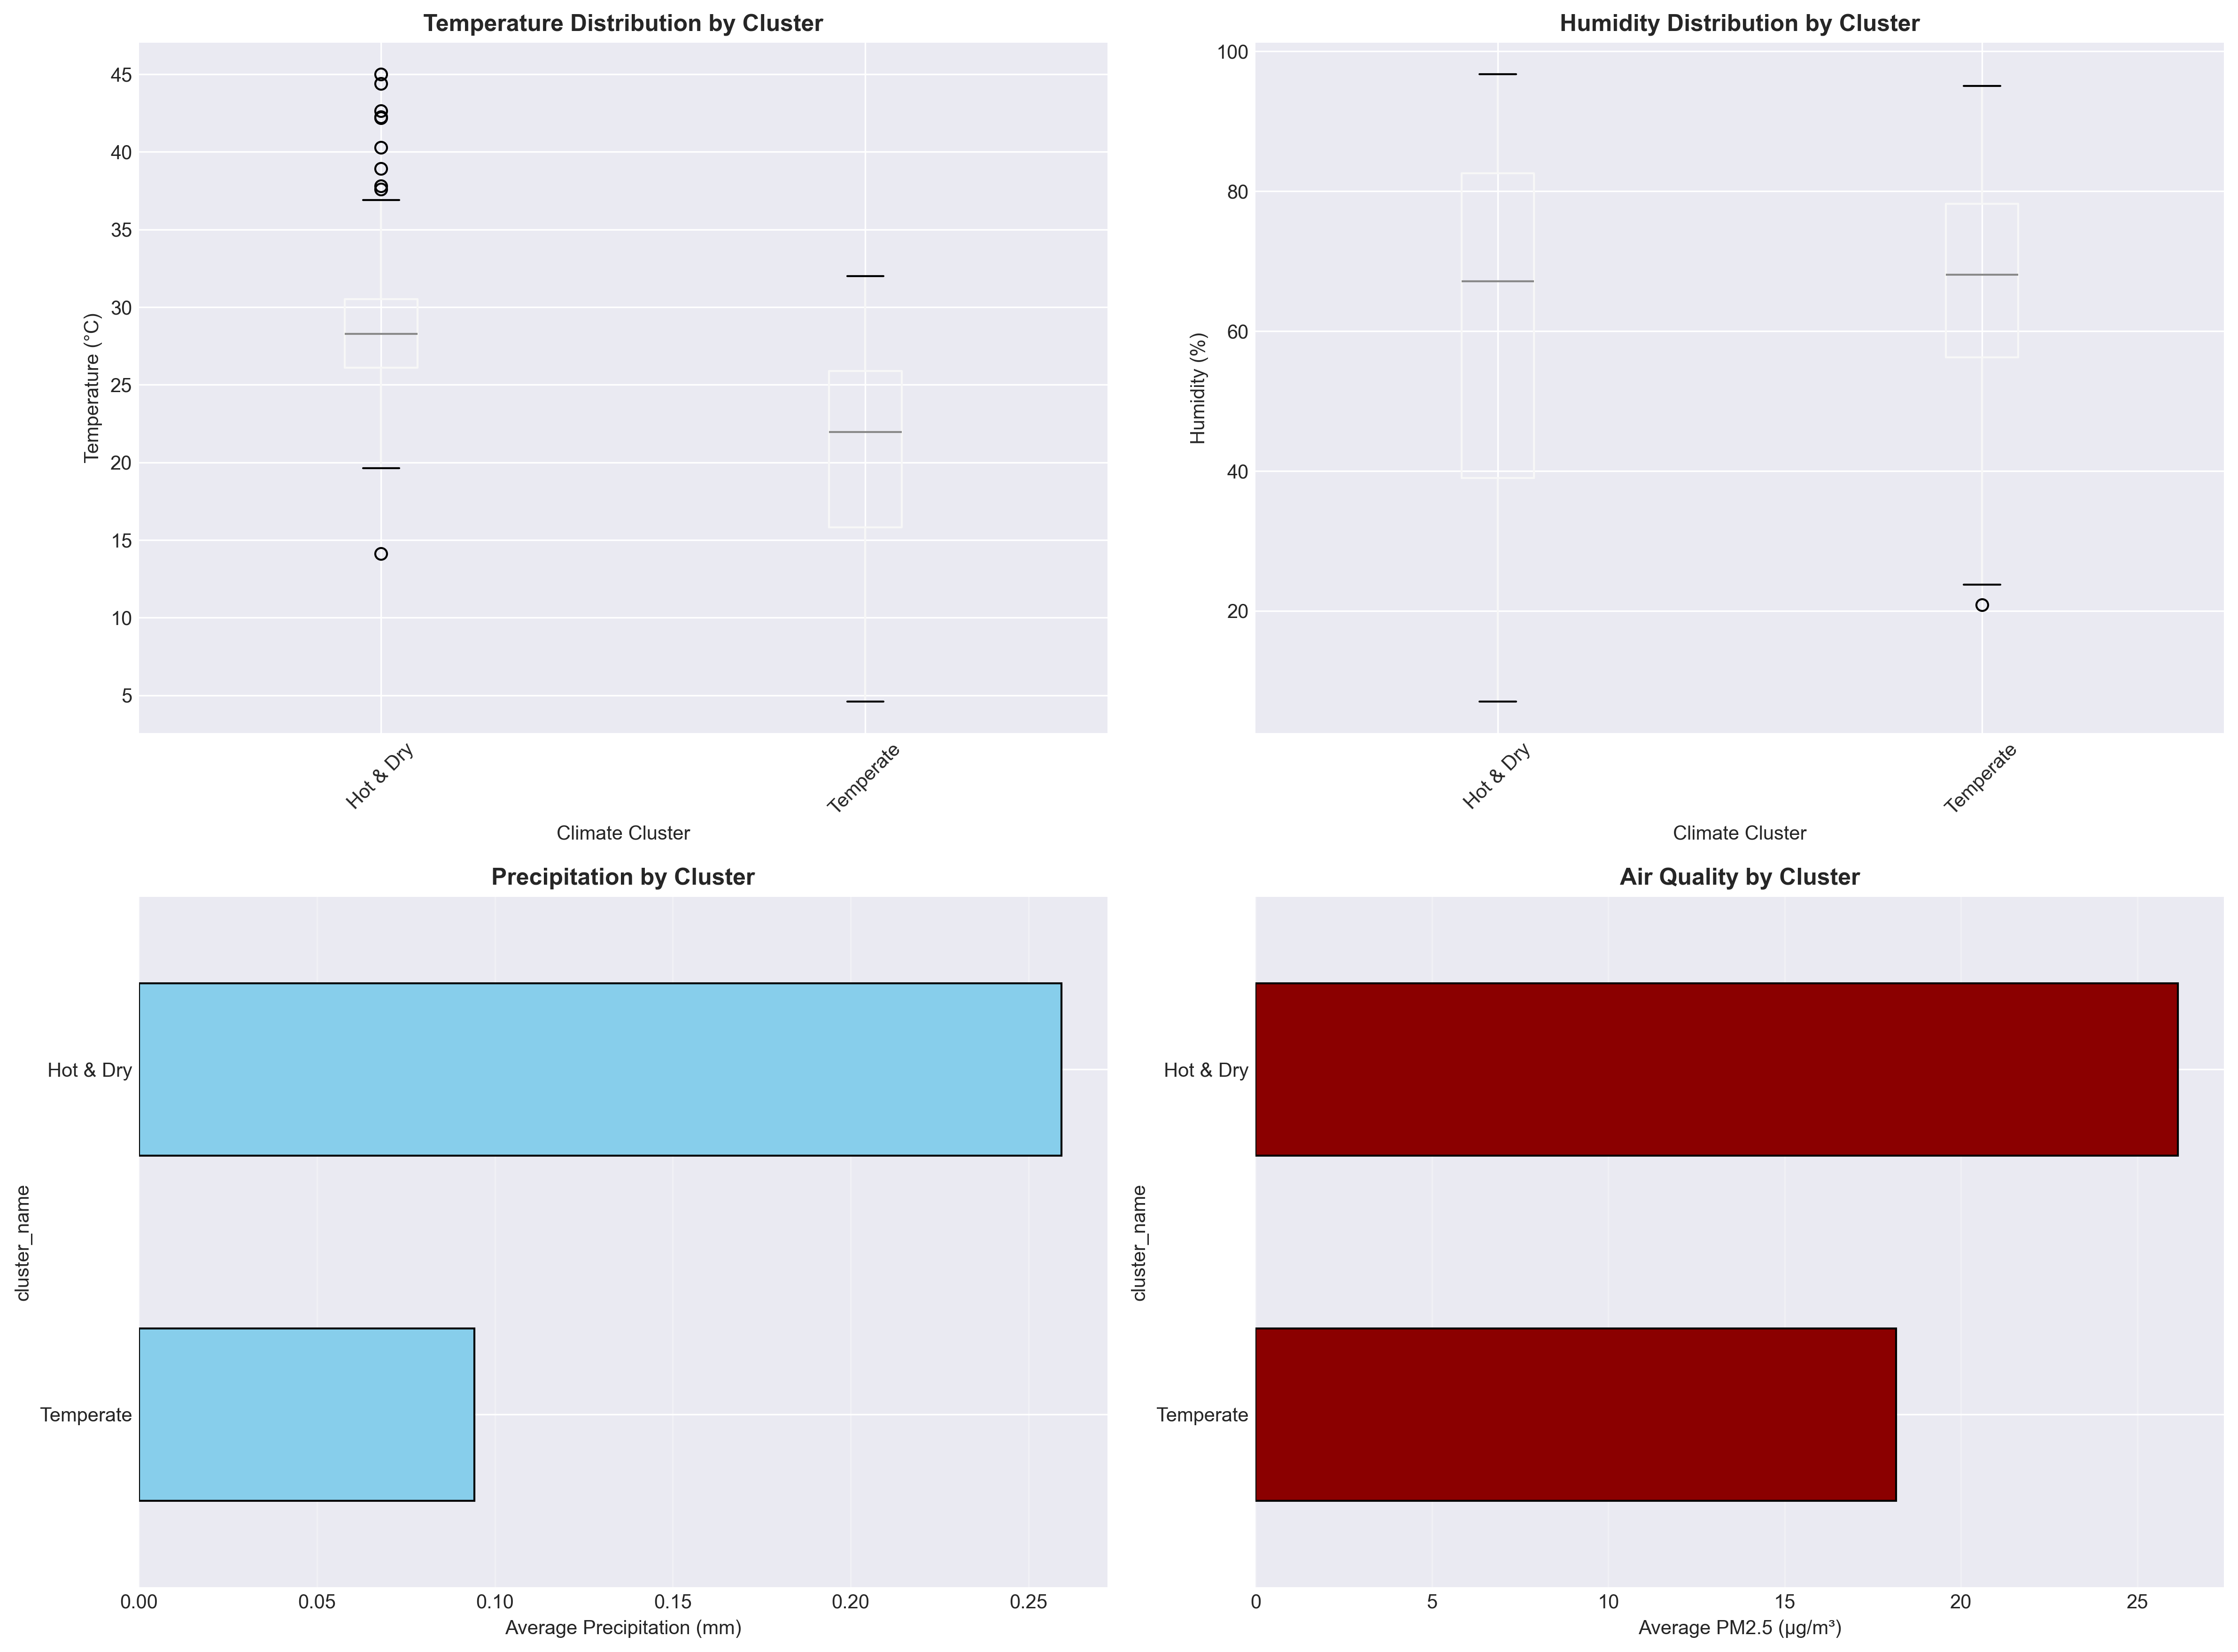 Temperature Distribution by Cluster
45
40
35
30
25
20
15
10
5
Temperature (°C)
Hot & Dry
Temperate
Climate Cluster
Humidity Distribution by Cluster
100
80
60
40
20
Humidity (%)
Hot & Dry
Temperate
Climate Cluster
Precipitation by Cluster
cluster_name
Hot & Dry
Temperate
0.00 0.05 0.10 0.15 0.20 0.25
Average Precipitation (mm)
Air Quality by Cluster
cluster_name
Hot & Dry
Temperate
0 5 10 15 20 25
Average PM2.5 (µg/m³)